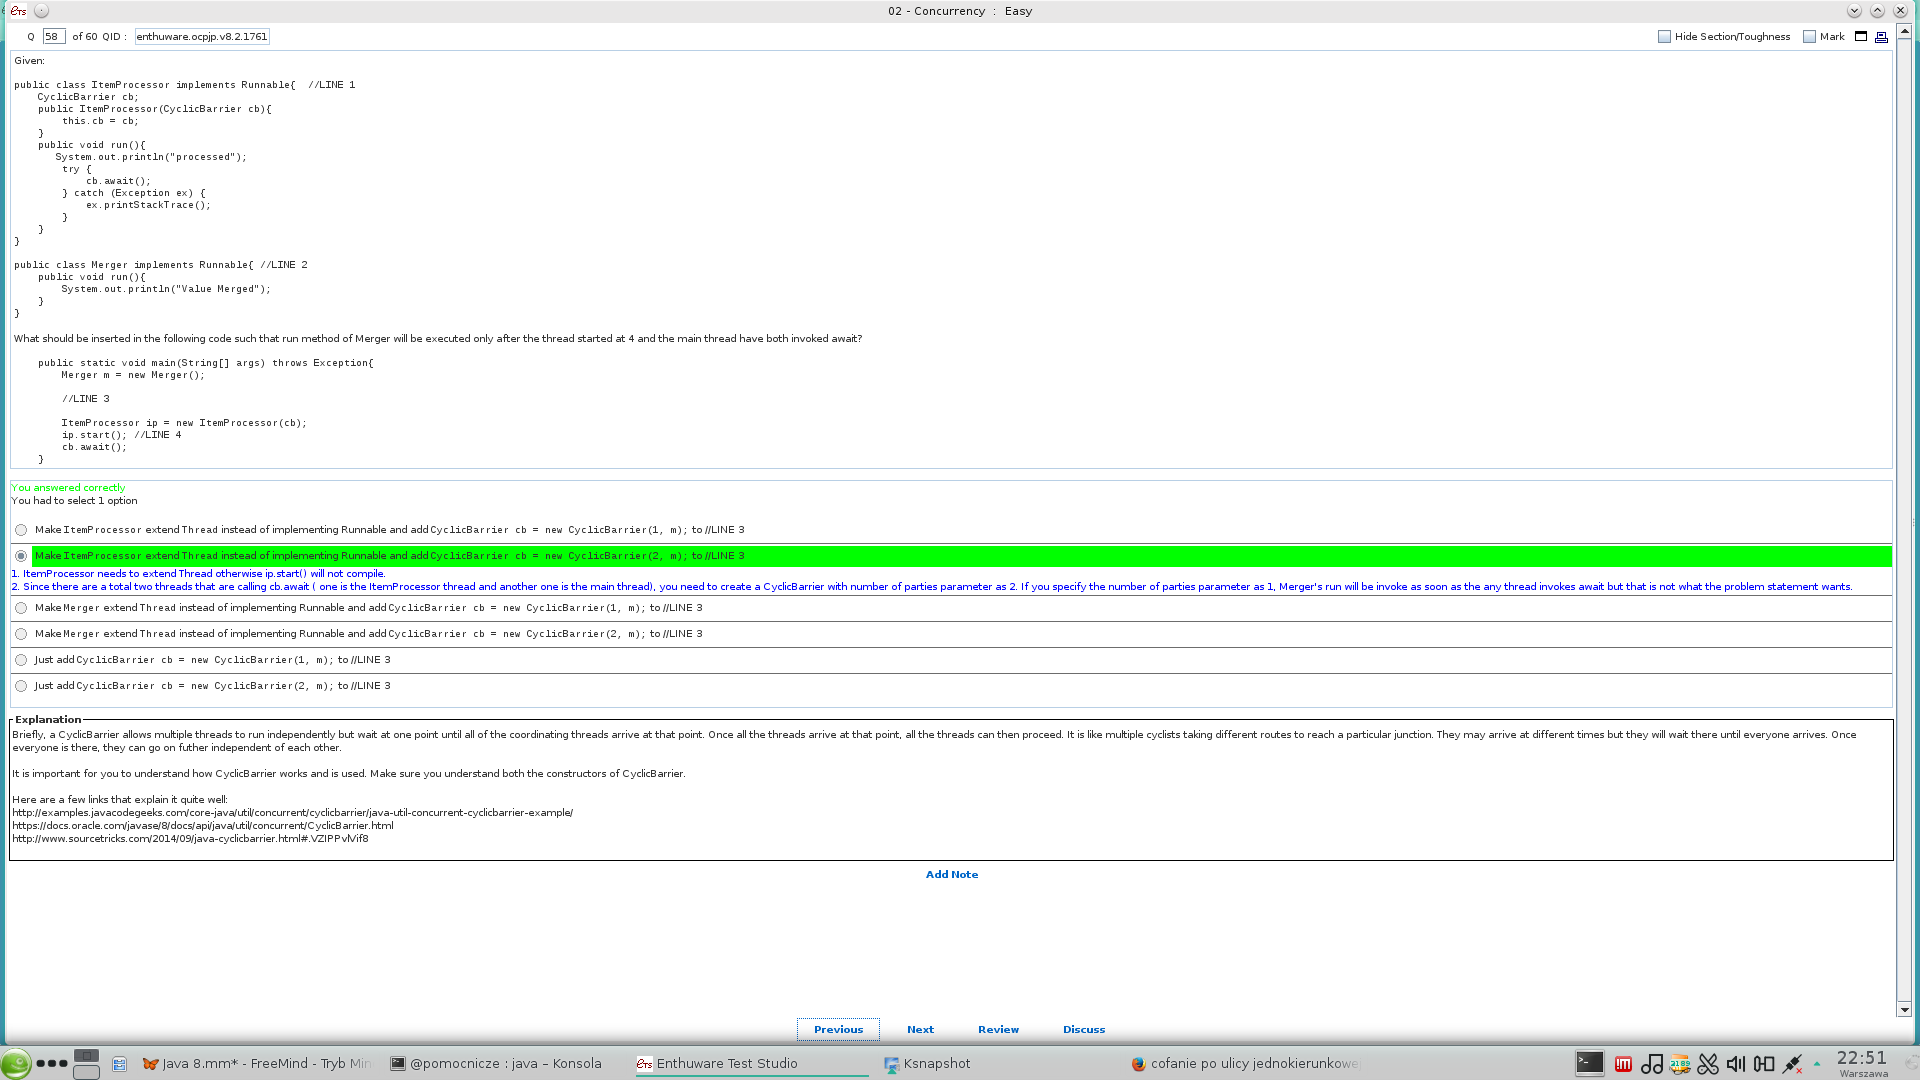 ETS
02 - Concurrency : Easy
Q 58 of 60 QID : enthuware.ocpjp.v8.2.1761
Hide Section/Toughness Mark
Given:
public class ItemProcessor implements Runnable{ //LINE 1
CyclicBarrier cb;
public ItemProcessor(CyclicBarrier cb){
this.cb = cb;
}
public void run(){
System.out.println("processed");
try {
cb.await();
} catch (Exception ex) {
ex.printStackTrace();
}
}
}
public class Merger implements Runnable{ //LINE 2
public void run(){
System.out.println("Value Merged");
}
}
What should be inserted in the following code such that run method of Merger will be executed only after the thread started at 4 and the main thread have both invoked await?
public static void main(String[] args) throws Exception{
Merger m = new Merger();
//LINE 3
ItemProcessor ip = new ItemProcessor(cb);
ip.start(); //LINE 4
cb.await();
}
You answered correctly
You had to select 1 option
Make ItemProcessor extend Thread instead of implementing Runnable and add CyclicBarrier cb = new CyclicBarrier(1, m); to //LINE 3
Make ItemProcessor extend Thread instead of implementing Runnable and add CyclicBarrier cb = new CyclicBarrier(2, m); to //LINE 3
1. ItemProcessor needs to extend Thread otherwise ip.start() will not compile.
2. Since there are a total two threads that are calling cb.await ( one is the ItemProcessor thread and another one is the main thread), you need to create a CyclicBarrier with number of parties parameter as 2. If you specify the number of parties parameter as 1, Merger's run will be invoke as soon as the any thread invokes await but that is not what the problem statement wants.
Make Merger extend Thread instead of implementing Runnable and add CyclicBarrier cb = new CyclicBarrier(1, m); to //LINE 3
Make Merger extend Thread instead of implementing Runnable and add CyclicBarrier cb = new CyclicBarrier(2, m); to //LINE 3
Just add CyclicBarrier cb = new CyclicBarrier(1, m); to //LINE 3
Just add CyclicBarrier cb = new CyclicBarrier(2, m); to //LINE 3
Explanation
Briefly, a CyclicBarrier allows multiple threads to run independently but wait at one point until all of the coordinating threads arrive at that point. Once all the threads arrive at that point, all the threads can then proceed. It is like multiple cyclists taking different routes to reach a particular junction. They may arrive at different times but they will wait there until everyone arrives. Once
everyone is there, they can go on futher independent of each other.
It is important for you to understand how CyclicBarrier works and is used. Make sure you understand both the constructors of CyclicBarrier.
Here are a few links that explain it quite well:
http://examples.javacodegeeks.com/core-java/util/concurrent/cyclicbarrier/java-util-concurrent-cyclicbarrier-example/
https://docs.oracle.com/javase/8/docs/api/java/util/concurrent/CyclicBarrier.html
http://www.sourcetricks.com/2014/09/java-cyclicbarrier.html#.VZIPPvlVif8
Add Note
Previous Next Review Discuss
Java 8.mm* - FreeMind - Tryb Min @pomocnicze : java – Konsola ETS Enthuware Test Studio Ksnapshot cofanie po ulicy jednokierunkowej 22:51
Warszawa